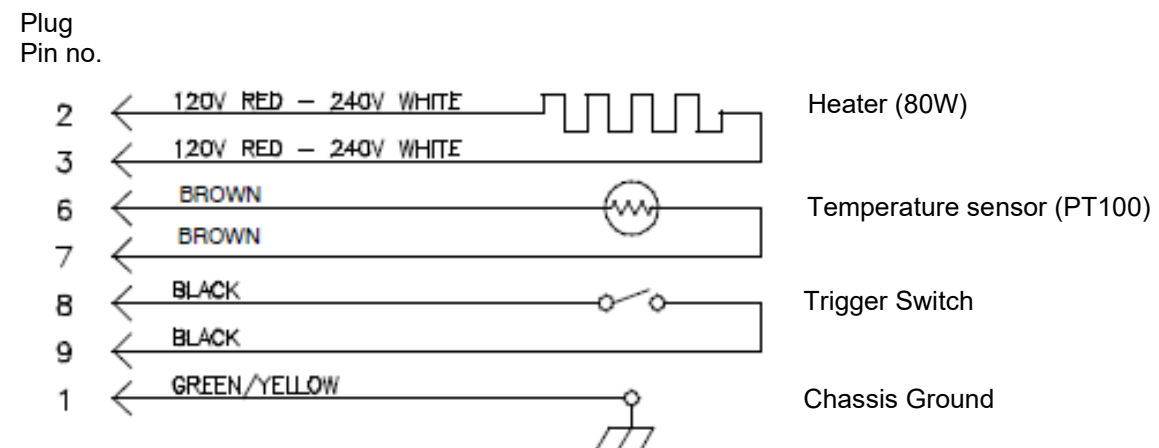 Plug
Pin no.
2 120V RED – 240V WHITE Heater (80W)
3 120V RED – 240V WHITE
6 BROWN Temperature sensor (PT100)
7 BROWN
8 BLACK Trigger Switch
9 BLACK
1 GREEN/YELLOW Chassis Ground